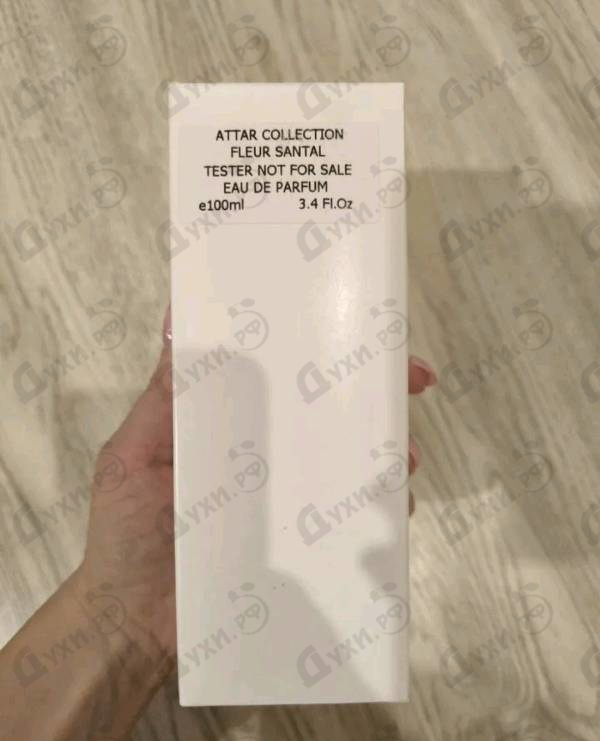 ATTAR COLLECTION
FLEUR SANTAL
TESTER NOT FOR SALE
EAU DE PARFUM
e100ml 3.4 Fl.Oz
Духи.РФ